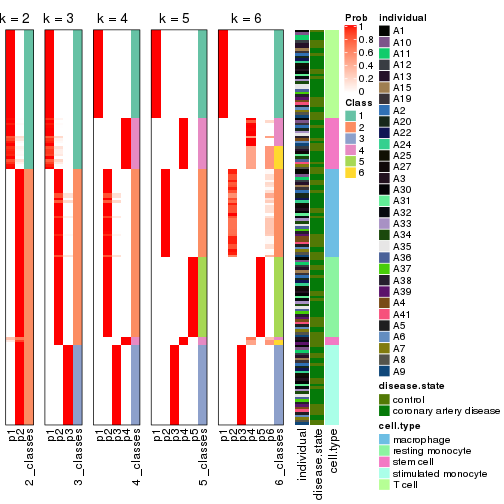 k = 2
k = 3
k = 4
k = 5
k = 6
p1
p2
2_classes
p1
p2
p3
3_classes
p1
p2
p3
p4
4_classes
p1
p2
p3
p4
p5
5_classes
p1
p2
p3
p4
p5
p6
6_classes
individual
disease.state
cell.type
Prob
1
0.8
0.6
0.4
0.2
0
Class
1
2
3
4
5
6
individual
A1
A10
A11
A12
A13
A15
A19
A2
A20
A22
A24
A25
A27
A3
A30
A31
A32
A33
A34
A35
A36
A37
A38
A39
A4
A41
A5
A6
A7
A8
A9
disease.state
control
coronary artery disease
cell.type
macrophage
resting monocyte
stem cell
stimulated monocyte
T cell